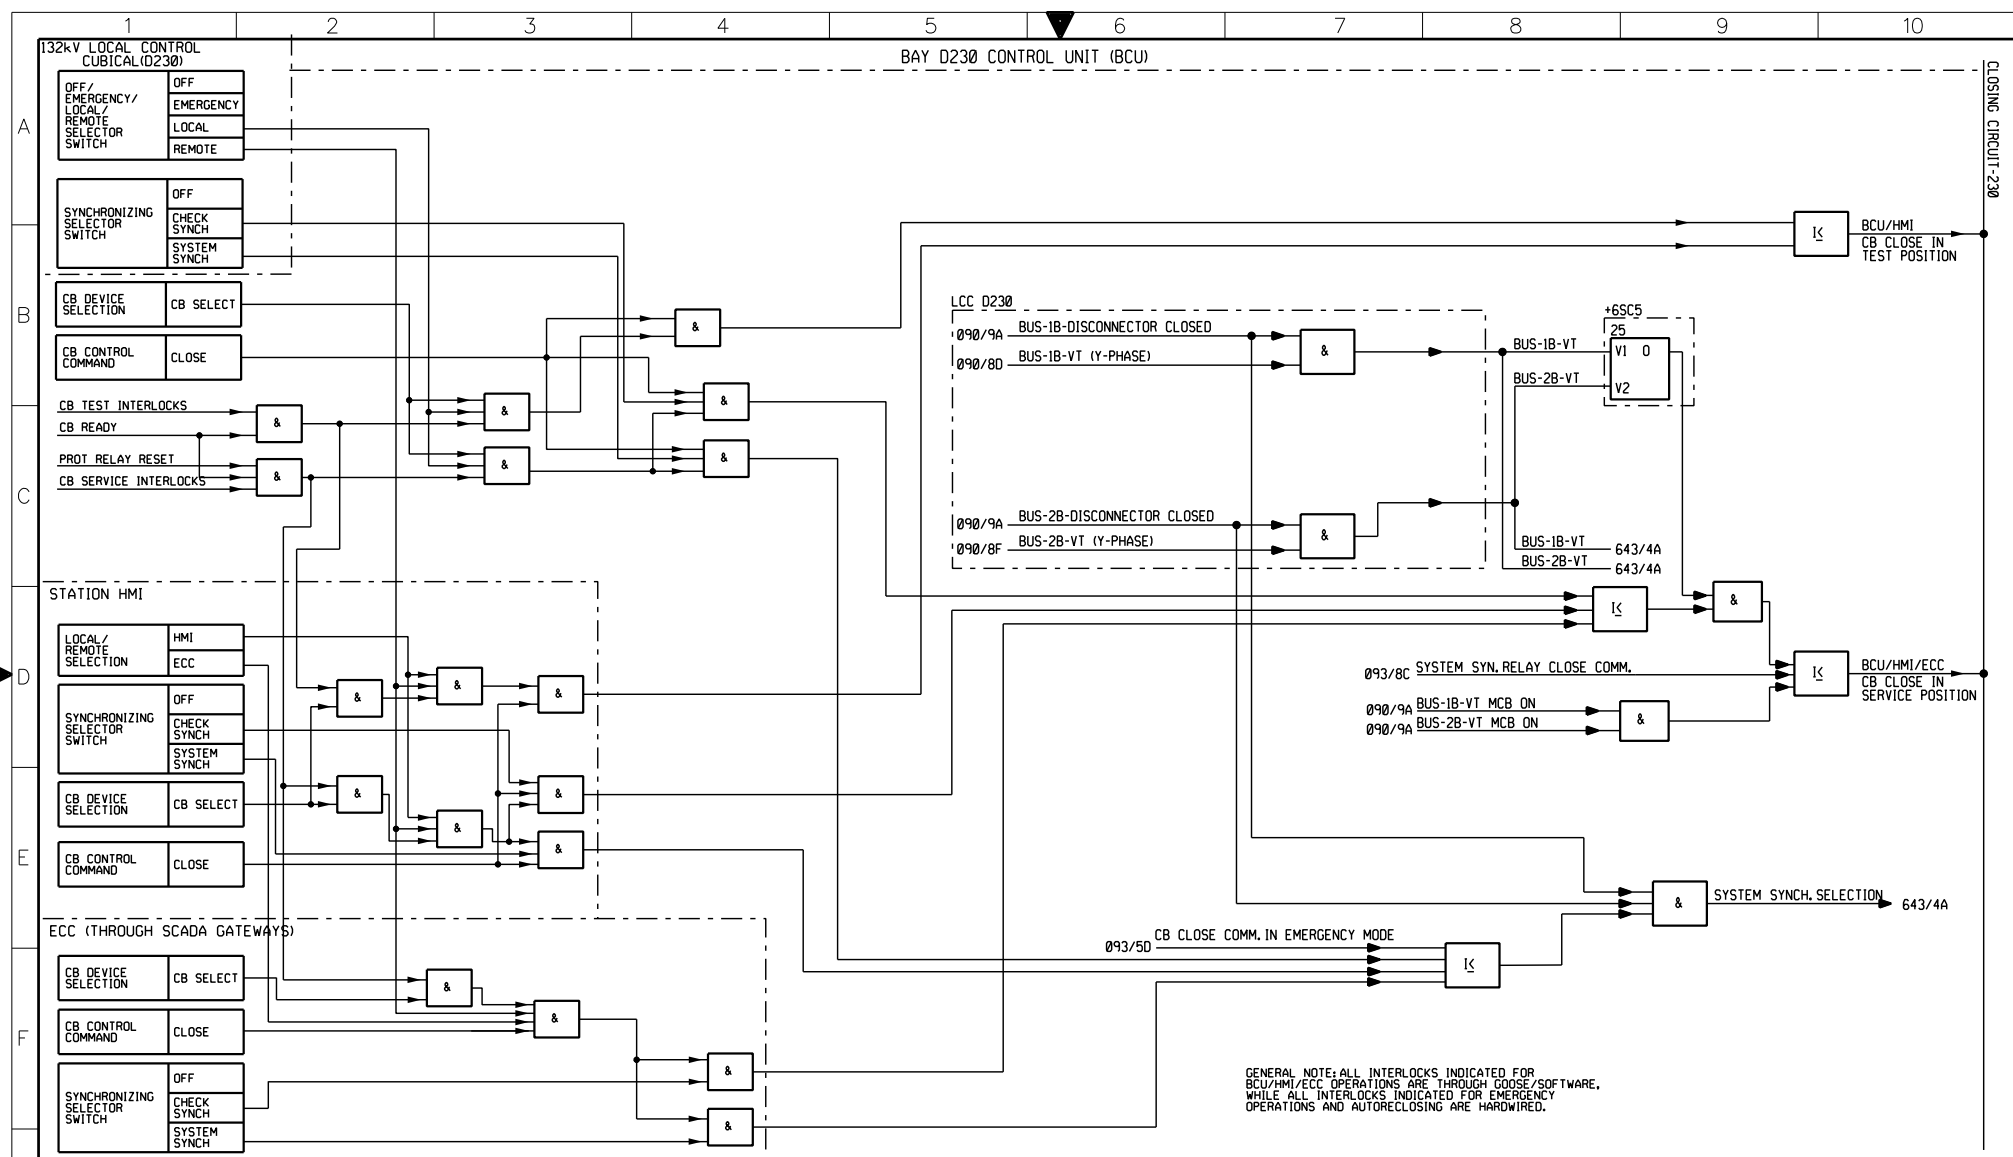 1 2 3 4 5 6 7 8 9 10
132kV LOCAL CONTROL
CUBICAL(D230)
BAY D230 CONTROL UNIT (BCU)
CLOSING CIRCUIT-230
A
OFF/
EMERGENCY/
LOCAL/
REMOTE
SELECTOR
SWITCH
OFF
EMERGENCY
LOCAL
REMOTE
SYNCHRONIZING
SELECTOR
SWITCH
OFF
CHECK
SYNCH
SYSTEM
SYNCH
I<
BCU/HMI
CB CLOSE IN
TEST POSITION
B
CB DEVICE
SELECTION
CB SELECT
CB CONTROL
COMMAND
CLOSE
&
LCC D230
090/9A BUS-1B-DISCONNECTOR CLOSED
090/8D BUS-1B-VT (Y-PHASE)
&
BUS-1B-VT
BUS-2B-VT
+6SC5
25
V1 O
V2
CB TEST INTERLOCKS
CB READY
&
&
&
PROT RELAY RESET
CB SERVICE INTERLOCKS
&
&
&
C
090/9A BUS-2B-DISCONNECTOR CLOSED
090/8F BUS-2B-VT (Y-PHASE)
&
BUS-1B-VT 643/4A
BUS-2B-VT 643/4A
STATION HMI
I<
&
D
LOCAL/
REMOTE
SELECTION
HMI
ECC
SYNCHRONIZING
SELECTOR
SWITCH
OFF
CHECK
SYNCH
SYSTEM
SYNCH
&
&
&
093/8C SYSTEM SYN.RELAY CLOSE COMM.
090/9A BUS-1B-VT MCB ON
090/9A BUS-2B-VT MCB ON
&
I<
BCU/HMI/ECC
CB CLOSE IN
SERVICE POSITION
CB DEVICE
SELECTION
CB SELECT
&
&
&
E
CB CONTROL
COMMAND
CLOSE
&
&
SYSTEM SYNCH.SELECTION 643/4A
ECC (THROUGH SCADA GATEWAYS)
093/5D CB CLOSE COMM.IN EMERGENCY MODE
I<
CB DEVICE
SELECTION
CB SELECT
&
F
CB CONTROL
COMMAND
CLOSE
&
SYNCHRONIZING
SELECTOR
SWITCH
OFF
CHECK
SYNCH
SYSTEM
SYNCH
&
&
GENERAL NOTE:ALL INTERLOCKS INDICATED FOR
BCU/HMI/ECC OPERATIONS ARE THROUGH GOOSE/SOFTWARE,
WHILE ALL INTERLOCKS INDICATED FOR EMERGENCY
OPERATIONS AND AUTORECLOSING ARE HARDWIRED.